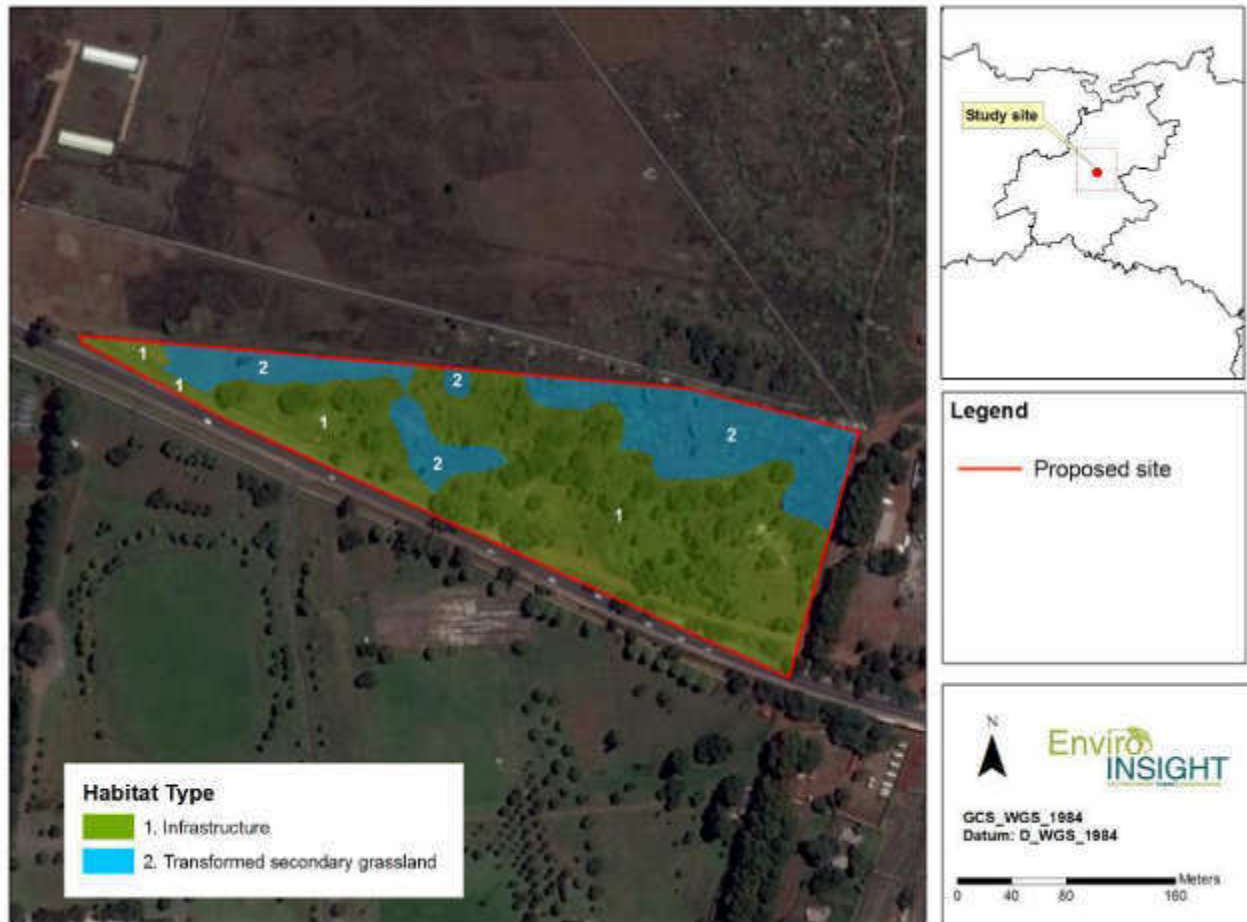 1
1
2
2
1
2
2
1
Habitat Type
1. Infrastructure
2. Transformed secondary grassland
Study site
Legend
Proposed site
N
Enviro
INSIGHT
GCS_WGS_1984
Datum: D_WGS_1984
Meters
0 40 80 160